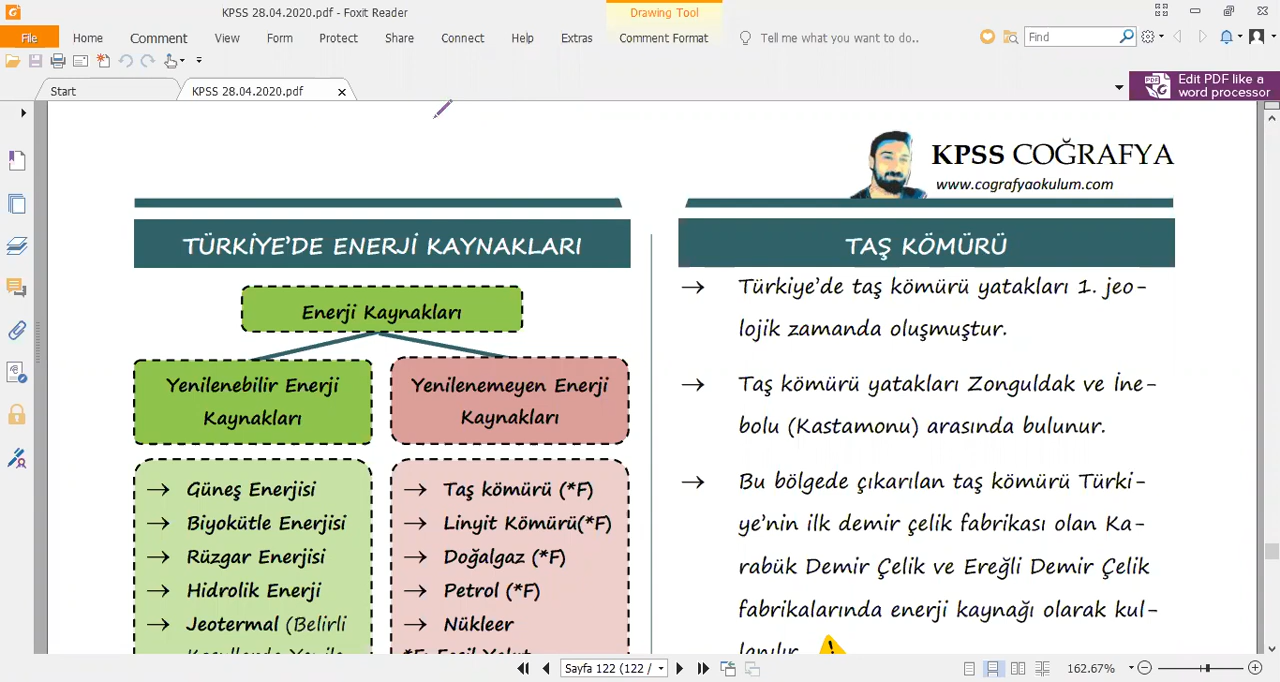 KPSS 28.04.2020.pdf - Foxit Reader
Drawing Tool
File Home Comment View Form Protect Share Connect Help Extras Comment Format Tell me what you want to do.. Find
Start KPSS 28.04.2020.pdf
Edit PDF like a
word processor
KPSS COĞRAFYA
www.cografyaokulum.com
TÜRKİYE’DE ENERJİ KAYNAKLARI
Enerji Kaynakları
Yenilenebilir Enerji
Kaynakları
→ Güneş Enerjisi
→ Biyokütle Enerjisi
→ Rüzgar Enerjisi
→ Hidrolik Enerji
→ Jeotermal (Belirli
Yenilenemeyen Enerji
Kaynakları
→ Taş kömürü (*F)
→ Linyit Kömürü(*F)
→ Doğalgaz (*F)
→ Petrol (*F)
→ Nükleer
TAŞ KÖMÜRÜ
→ Türkiye’de taş kömürü yatakları 1. jeo-
lojik zamanda oluşmuştur.
→ Taş kömürü yatakları Zonguldak ve İne-
bolu (Kastamonu) arasında bulunur.
→ Bu bölgede çıkarılan taş kömürü Türki-
ye’nin ilk demir çelik fabrikası olan Ka-
rabük Demir Çelik ve Ereğli Demir Çelik
fabrikalarında enerji kaynağı olarak kul-
lanılır.
Sayfa 122 (122 /
162.67%